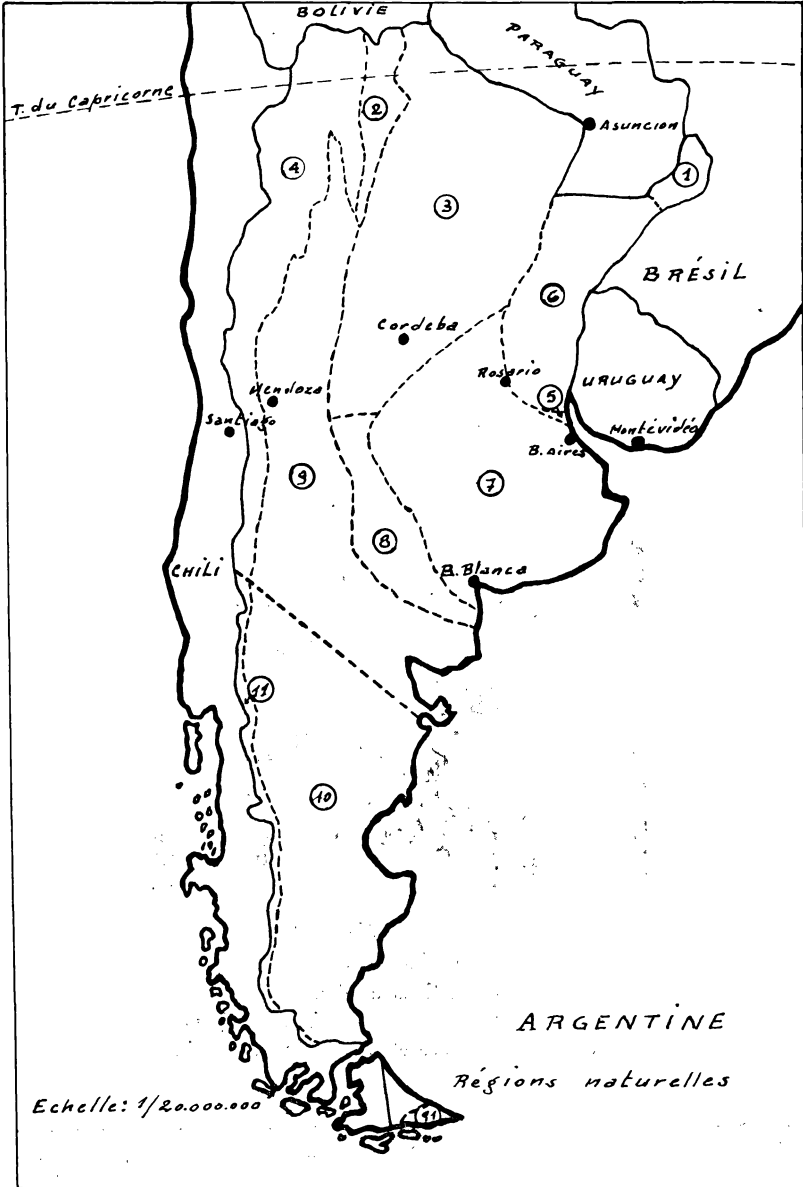 BOLIVIE
PARAGUAY
T. du Capricorne
2
Asuncion
4
1
3
BRÉSIL
6
Cordoba
Rosario
URUGUAY
Mendoza
5
Santiago
Montévidéo
B. Aires
9
7
8
CHILI
B. Blanca
11
10
ARGENTINE
Régions naturelles
Echelle: 1/20.000.000
11